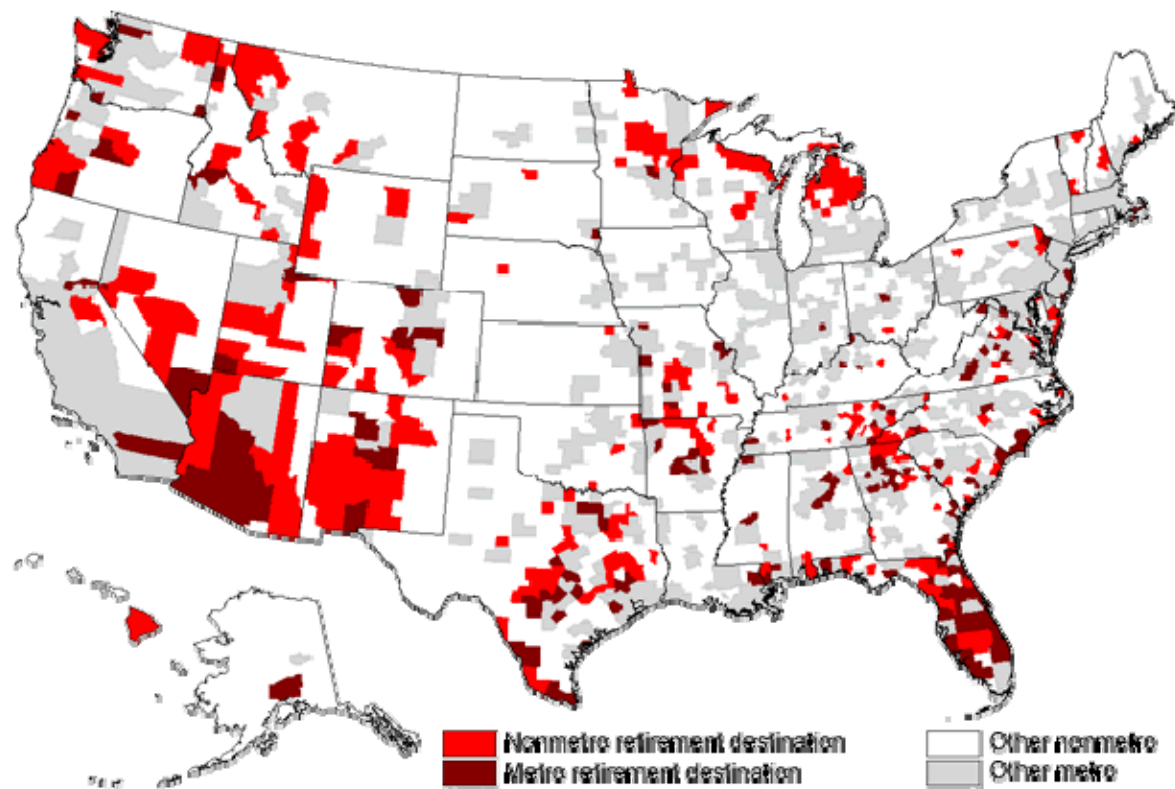 Nonmetro retirement destination
Metro retirement destination
Other nonmetro
Other metro